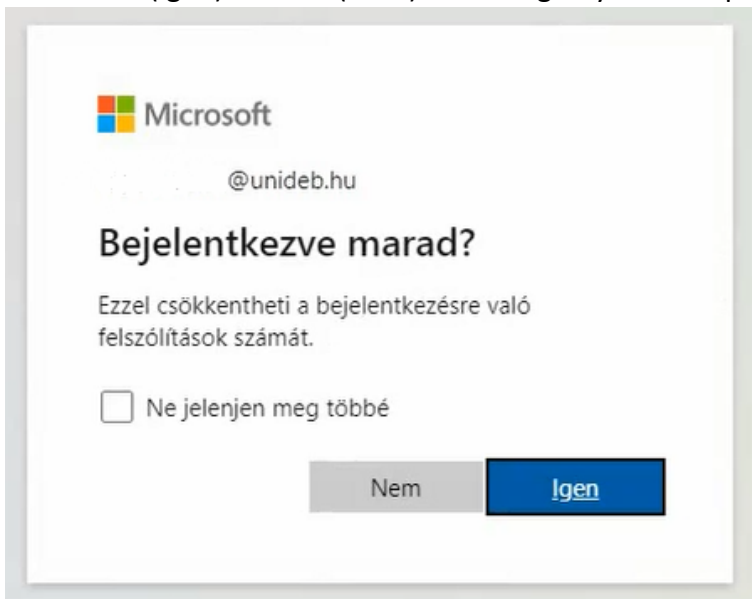 Microsoft
@unideb.hu
Bejelentkezve marad?
Ezzel csökkentheti a bejelentkezésre való
felszólítások számát.
Ne jelenjen meg többé
Nem
Igen